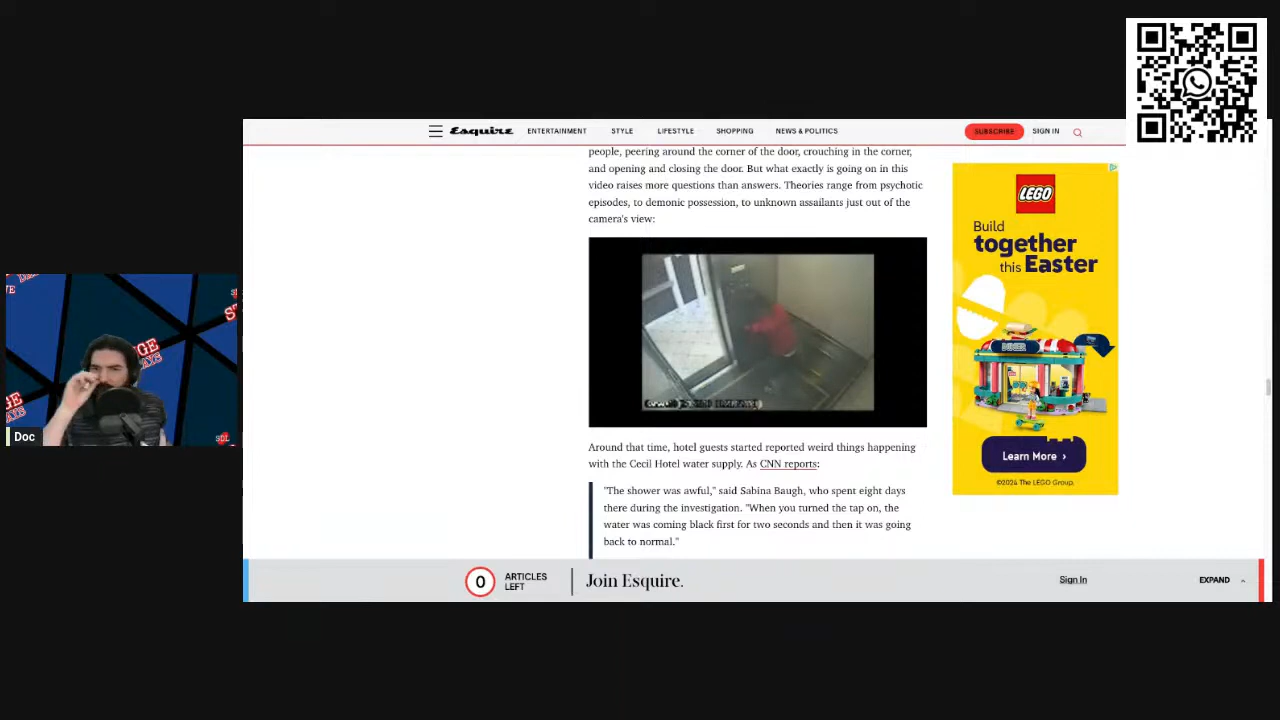 Esquire
ENTERTAINMENT
STYLE
LIFESTYLE
SHOPPING
NEWS & POLITICS
SUBSCRIBE
SIGN IN
people, peering around the corner of the door, crouching in the corner,
and opening and closing the door. But what exactly is going on in this
video raises more questions than answers. Theories range from psychotic
episodes, to demonic possession, to unknown assailants just out of the
camera's view:
Around that time, hotel guests started reported weird things happening
with the Cecil Hotel water supply. As CNN reports:
"The shower was awful," said Sabina Baugh, who spent eight days
there during the investigation. "When you turned the tap on, the
water was coming black first for two seconds and then it was going
back to normal."
LEGO
Build
together
this Easter
DINER
Learn More ›
©2024 The LEGO Group.
0
ARTICLES
LEFT
Join Esquire.
Sign In
EXPAND
Doc
SDL